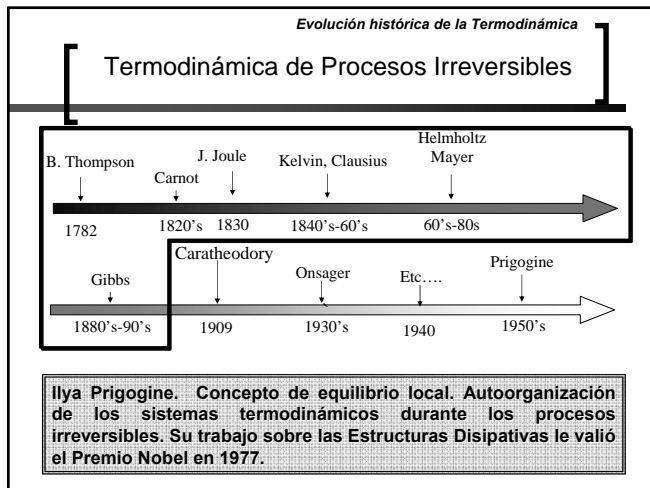 Evolución histórica de la Termodinámica
Termodinámica de Procesos Irreversibles
B. Thompson
Carnot
J. Joule
Kelvin, Clausius
Helmholtz
Mayer
1782
1820's
1830
1840's-60's
60's-80s
Gibbs
Caratheodory
Onsager
Etc....
Prigogine
1880's-90's
1909
1930's
1940
1950's
Ilya Prigogine. Concepto de equilibrio local. Autoorganización
de los sistemas termodinámicos durante los procesos
irreversibles. Su trabajo sobre las Estructuras Disipativas le valió
el Premio Nobel en 1977.